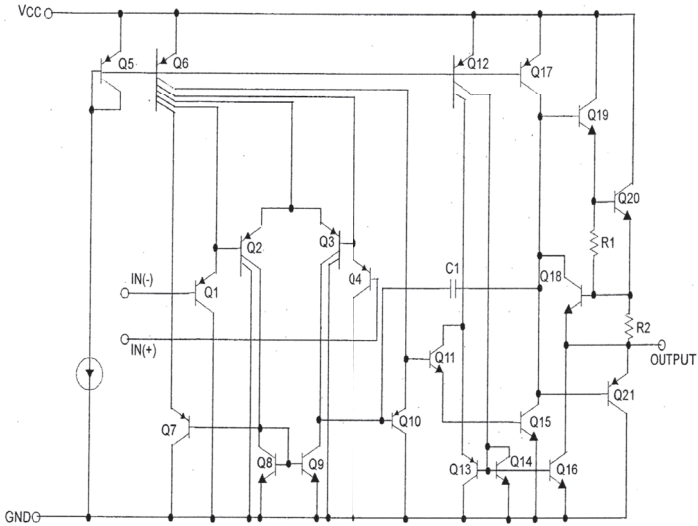 VCC
Q5
Q6
Q12
Q17
Q19
Q20
Q2
Q3
R1
Q4
C1
Q18
IN(-)
Q1
R2
IN(+)
OUTPUT
Q11
Q21
Q7
Q10
Q15
Q8
Q9
Q13
Q14
Q16
GND